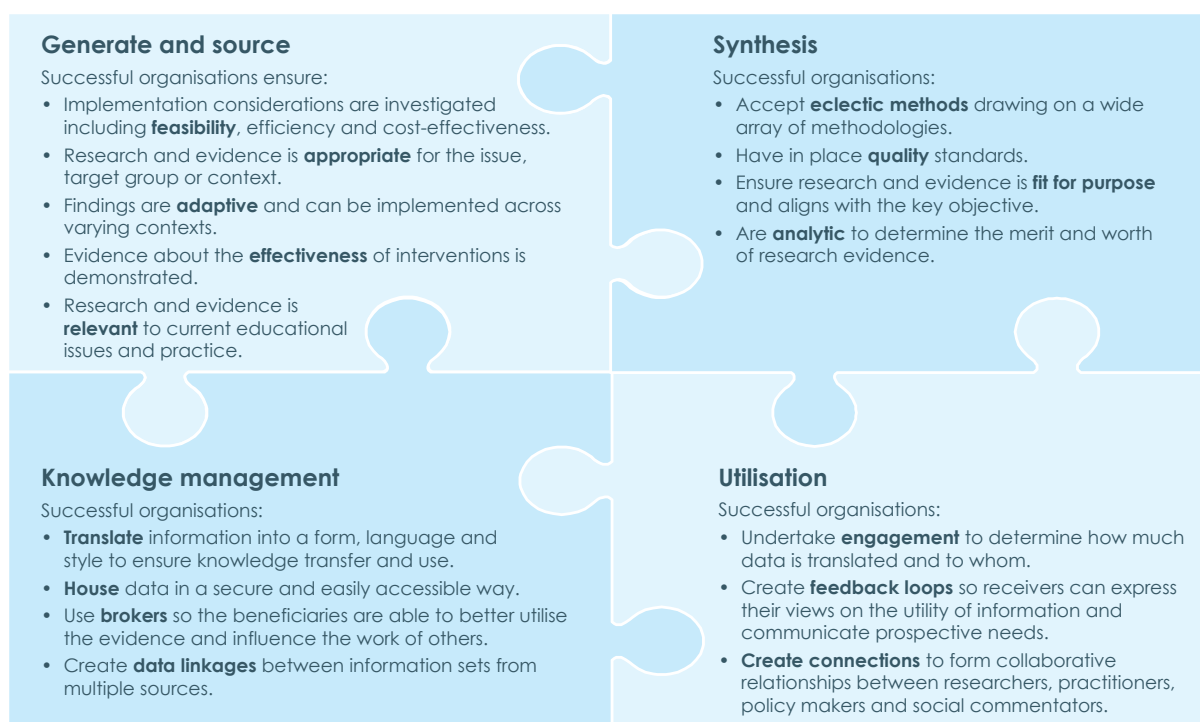 Generate and source
Successful organisations ensure:
• Implementation considerations are investigated
including feasibility, efficiency and cost-effectiveness.
• Research and evidence is appropriate for the issue,
target group or context.
• Findings are adaptive and can be implemented across
varying contexts.
• Evidence about the effectiveness of interventions is
demonstrated.
• Research and evidence is
relevant to current educational
issues and practice.
Synthesis
Successful organisations:
• Accept eclectic methods drawing on a wide
array of methodologies.
• Have in place quality standards.
• Ensure research and evidence is fit for purpose
and aligns with the key objective.
• Are analytic to determine the merit and worth
of research evidence.
Knowledge management
Successful organisations:
• Translate information into a form, language and
style to ensure knowledge transfer and use.
• House data in a secure and easily accessible way.
• Use brokers so the beneficiaries are able to better utilise
the evidence and influence the work of others.
• Create data linkages between information sets from
multiple sources.
Utilisation
Successful organisations:
• Undertake engagement to determine how much
data is translated and to whom.
• Create feedback loops so receivers can express
their views on the utility of information and
communicate prospective needs.
• Create connections to form collaborative
relationships between researchers, practitioners,
policy makers and social commentators.